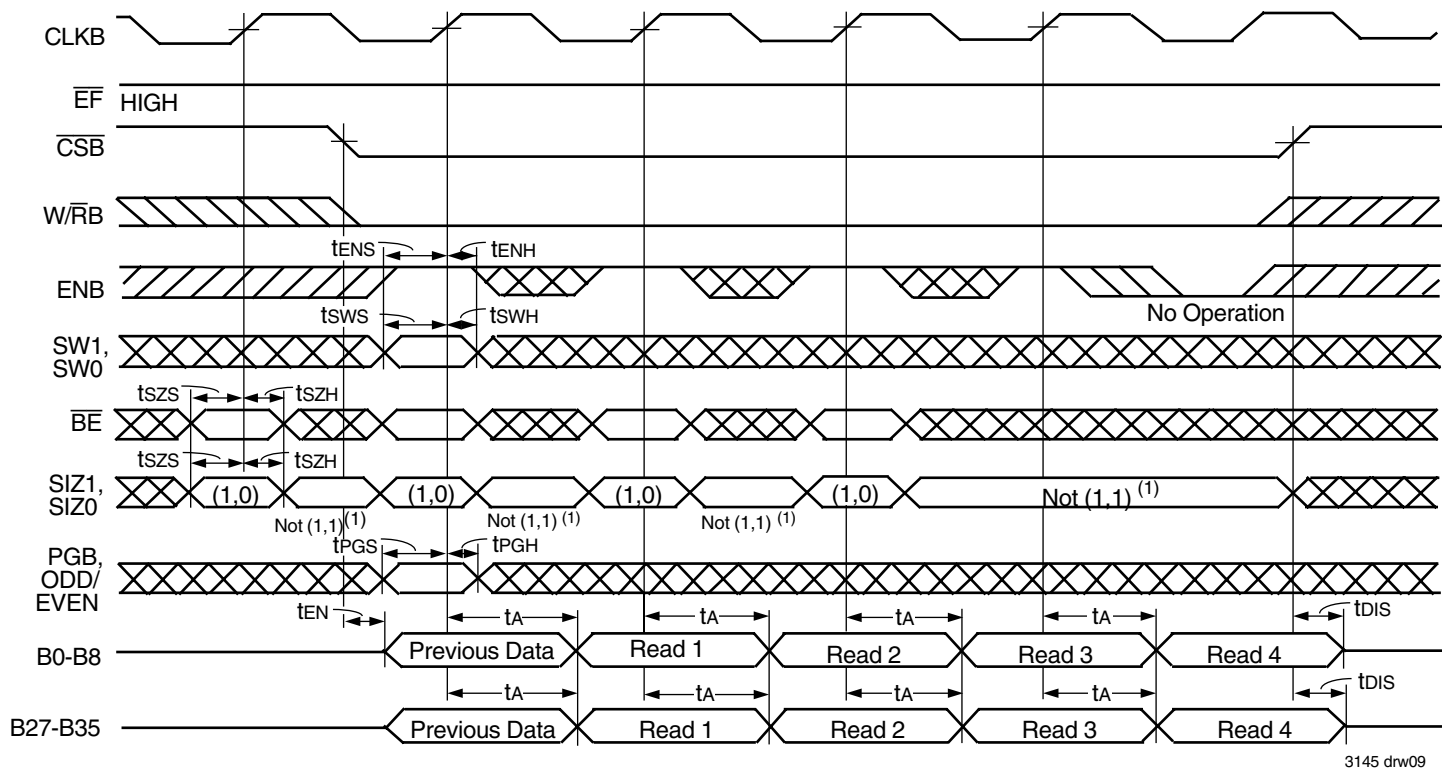 CLKB
EF HIGH
CSB
W/RB
tENS tENH
ENB
No Operation
tSWS tSWH
SW1,
SW0
tSZS tSZH
BE
tSZS tSZH
SIZ1,
SIZ0
(1,0) (1,0) (1,0) (1,0) Not (1,1) (1)
Not (1,1) (1) Not (1,1) (1) Not (1,1) (1)
tPGS tPGH
PGB,
ODD/
EVEN
tEN tA tA tA tA tDIS
B0-B8 Previous Data Read 1 Read 2 Read 3 Read 4
tA tA tA tA tDIS
B27-B35 Previous Data Read 1 Read 2 Read 3 Read 4
3145 drw09